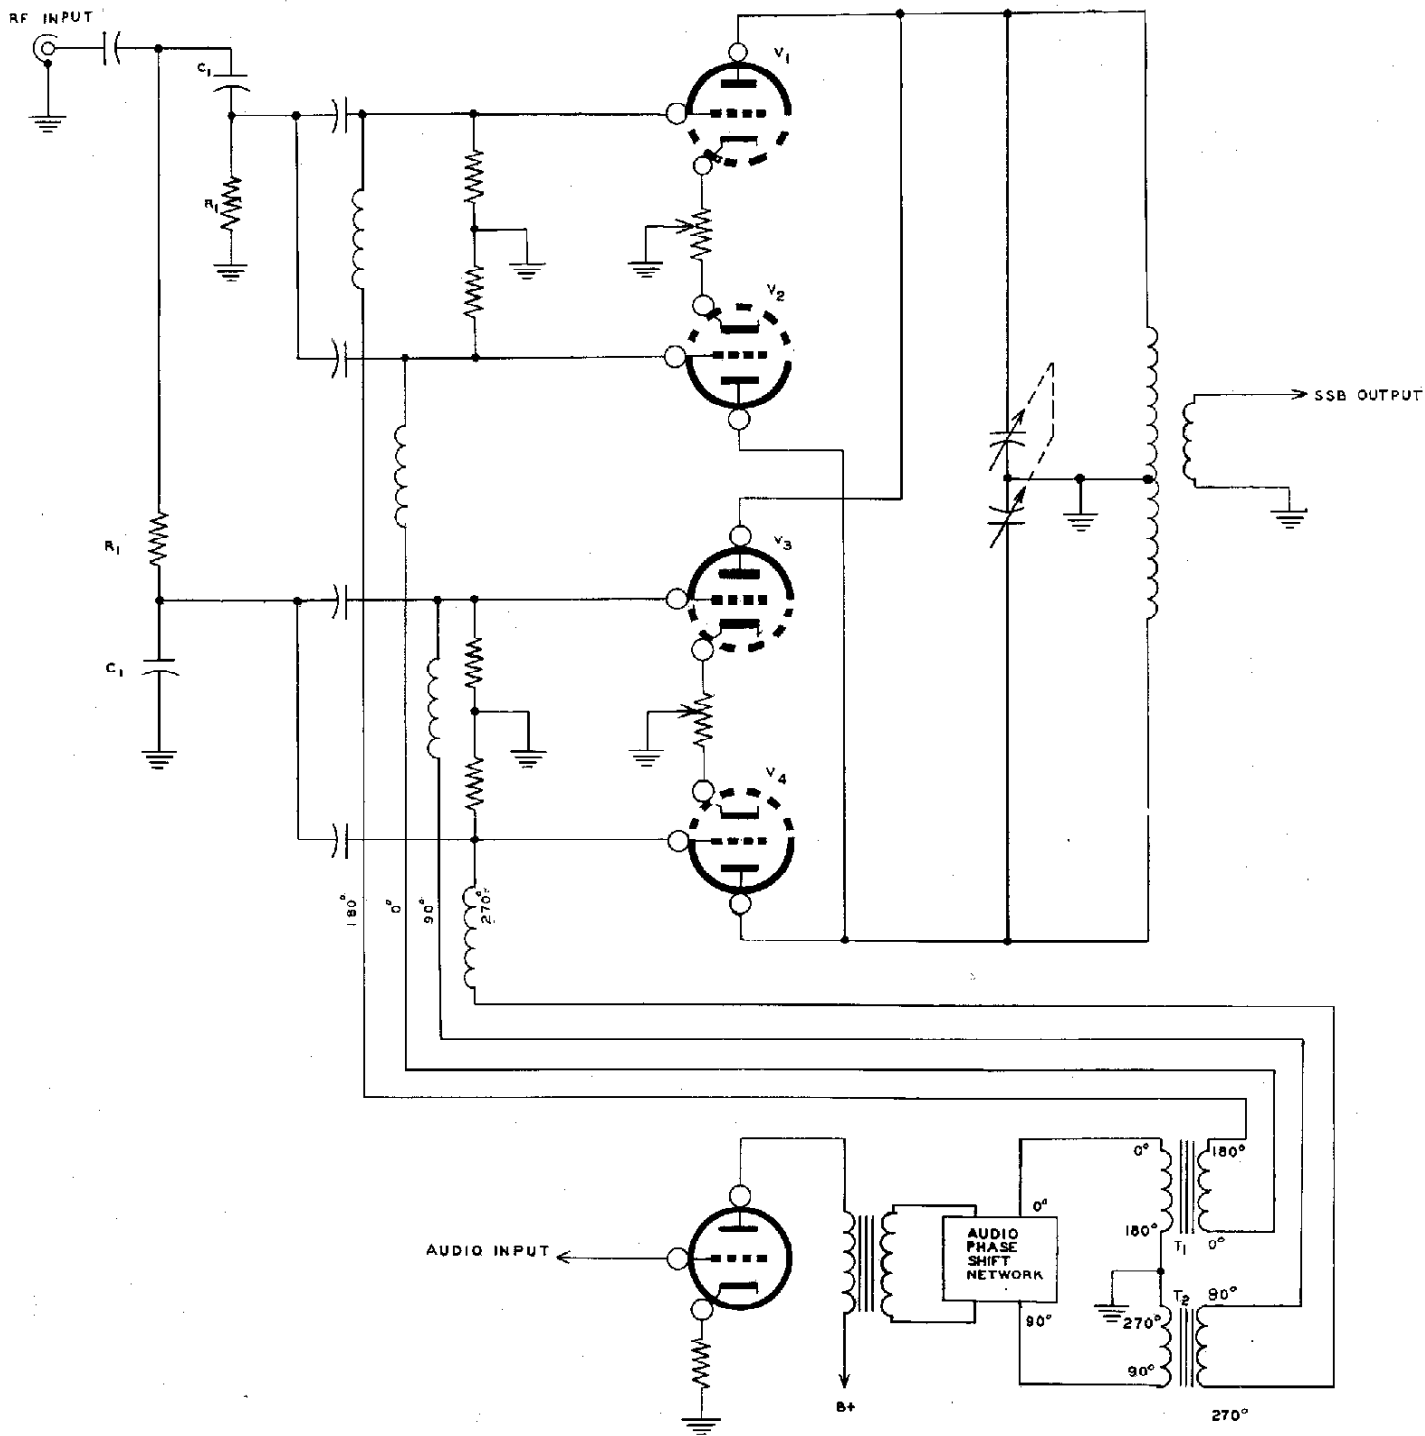 RF INPUT
C1
V1
R1
V2
SSB OUTPUT
R1
V3
C1
V4
180°
0°
90°
270°
0°
180°
0°
AUDIO INPUT
AUDIO
PHASE
SHIFT
NETWORK
180°
T1
0°
T2
90°
90°
270°
90°
B+
270°